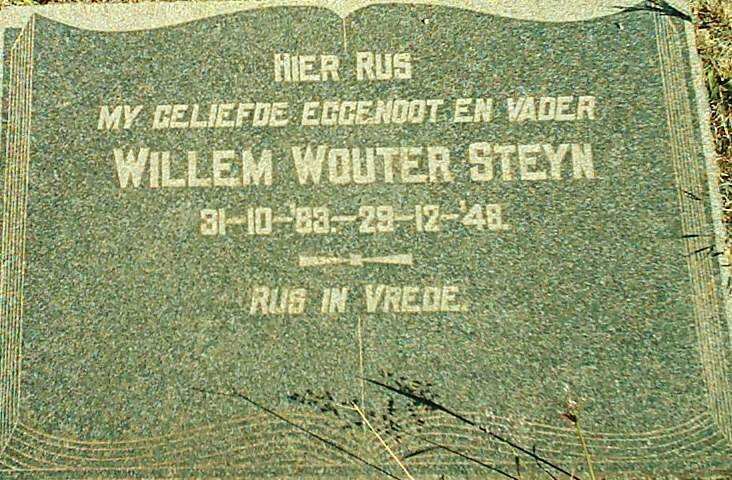 HIER RUS
MY GELIEFDE EGGENOOT EN VADER
WILLEM WOUTER STEYN
31-10-'83.-29-12-'48.
RUS IN VREDE.